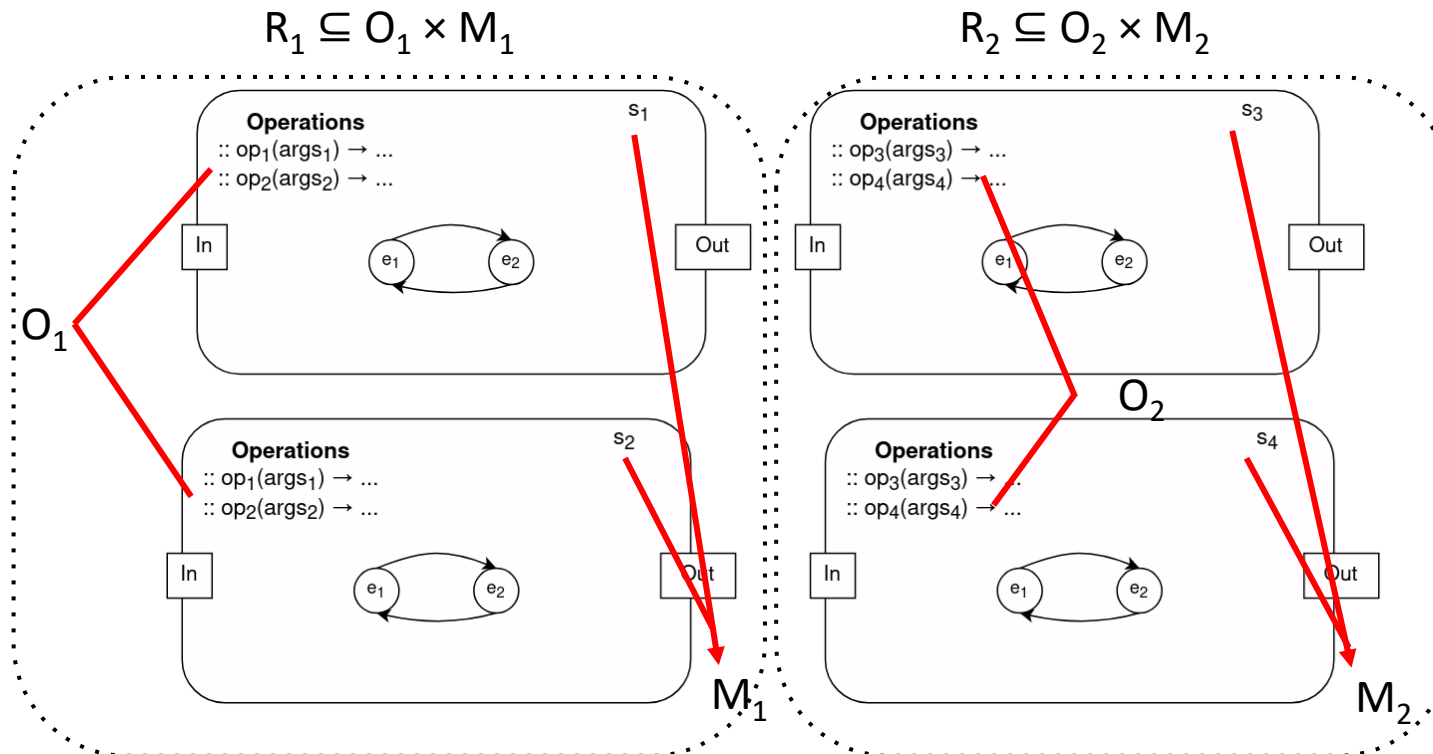 R₁ ⊆ O₁ × M₁
R₂ ⊆ O₂ × M₂
Operations
s₁
:: op₁(args₁) → ...
:: op₂(args₂) → ...
In
Out
e₁
e₂
Operations
s₃
:: op₃(args₃) → ...
:: op₄(args₄) → ...
In
Out
e₁
e₂
O₁
O₂
Operations
s₂
:: op₁(args₁) → ...
:: op₂(args₂) → ...
In
Out
e₁
e₂
M₁
Operations
s₄
:: op₃(args₃) → ...
:: op₄(args₄) → ...
In
Out
e₁
e₂
M₂